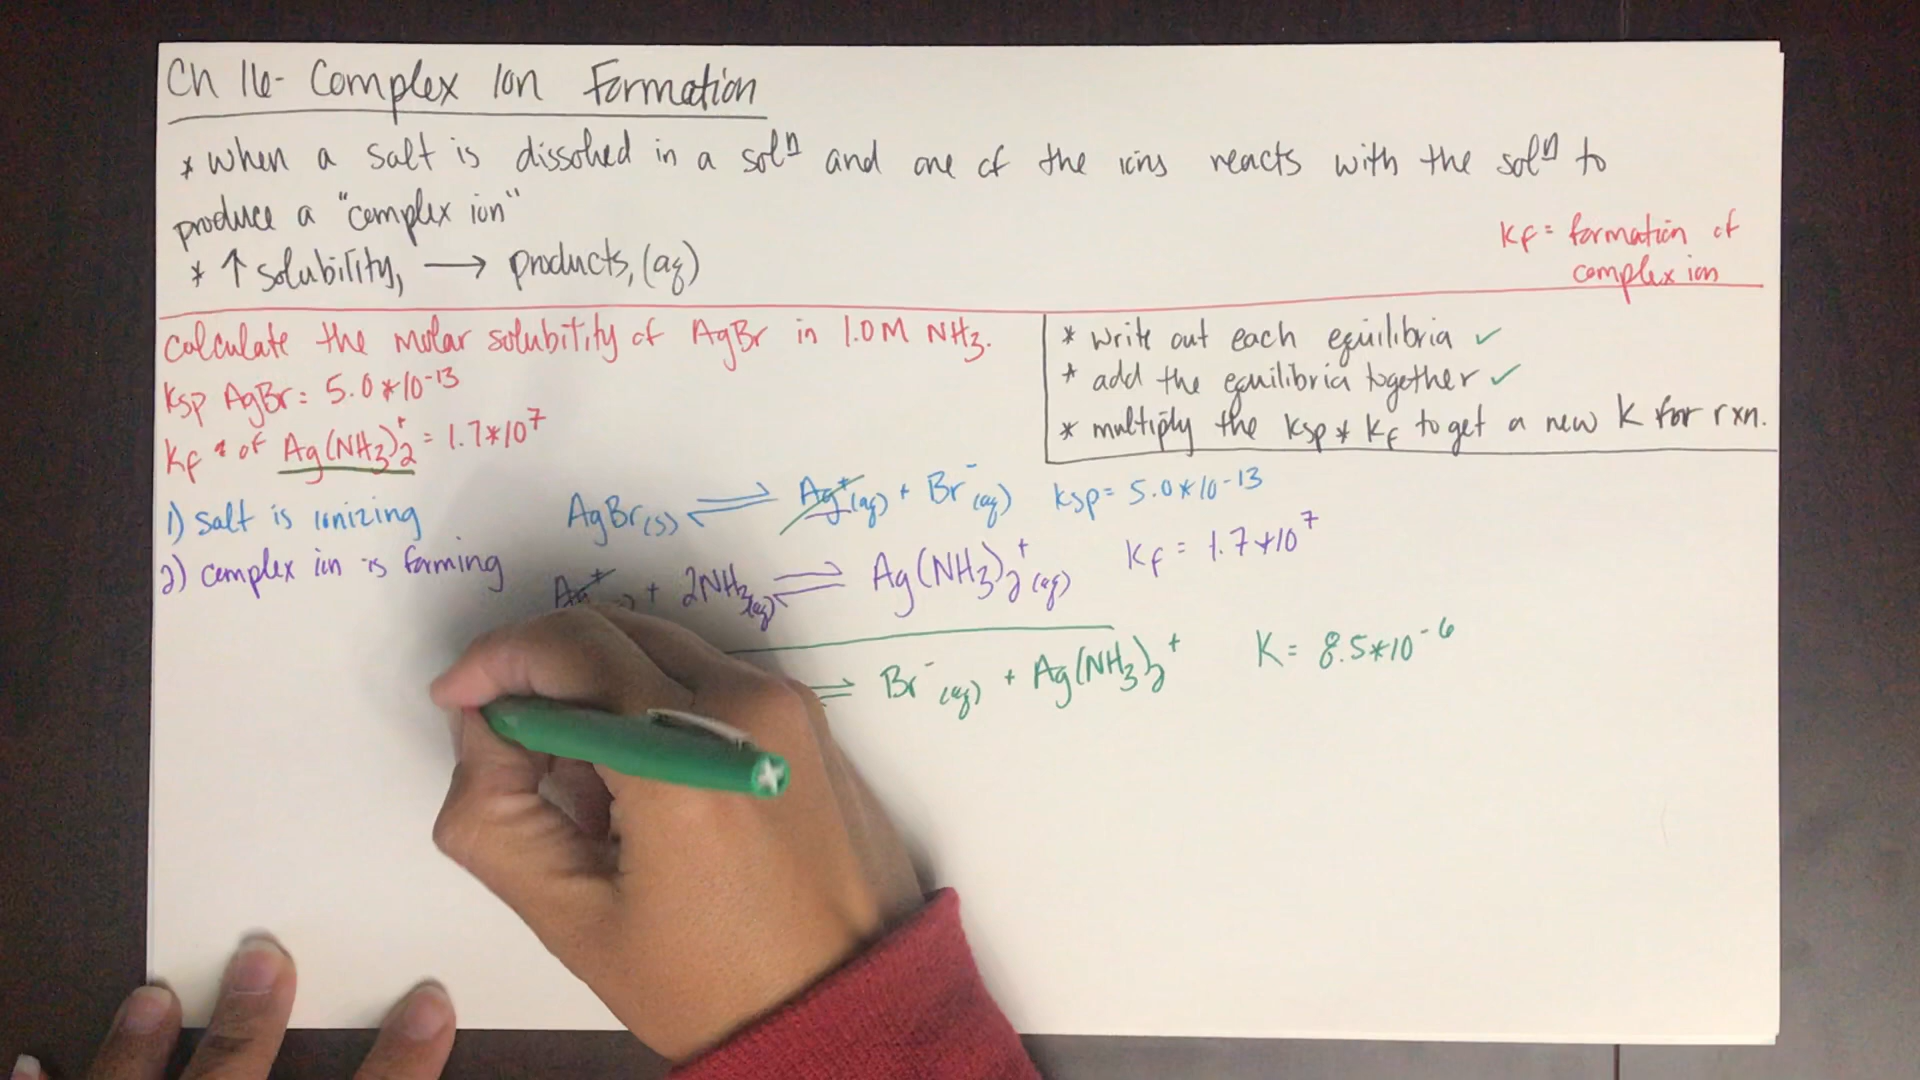 Ch 16- Complex Ion Formation
* When a salt is dissolved in a solⁿ and one of the ions reacts with the solⁿ to
produce a "complex ion"
* ↑ solubility, → products, (aq)
Kf = formation of
complex ion
Calculate the molar solubility of AgBr in 1.0M NH₃.
Ksp AgBr = 5.0*10⁻¹³
Kf of Ag(NH₃)₂⁺ = 1.7*10⁷
* write out each equilibria ✓
* add the equilibria together ✓
* multiply the Ksp * Kf to get a new K for rxn.
1) salt is ionizing
AgBr(s) ⇌ Ag⁺(aq) + Br⁻(aq) Ksp = 5.0*10⁻¹³
2) complex ion is forming
Ag⁺ + 2NH₃(aq) ⇌ Ag(NH₃)₂⁺(aq) Kf = 1.7*10⁷
⇌ Br⁻(aq) + Ag(NH₃)₂⁺ K = 8.5*10⁻⁶